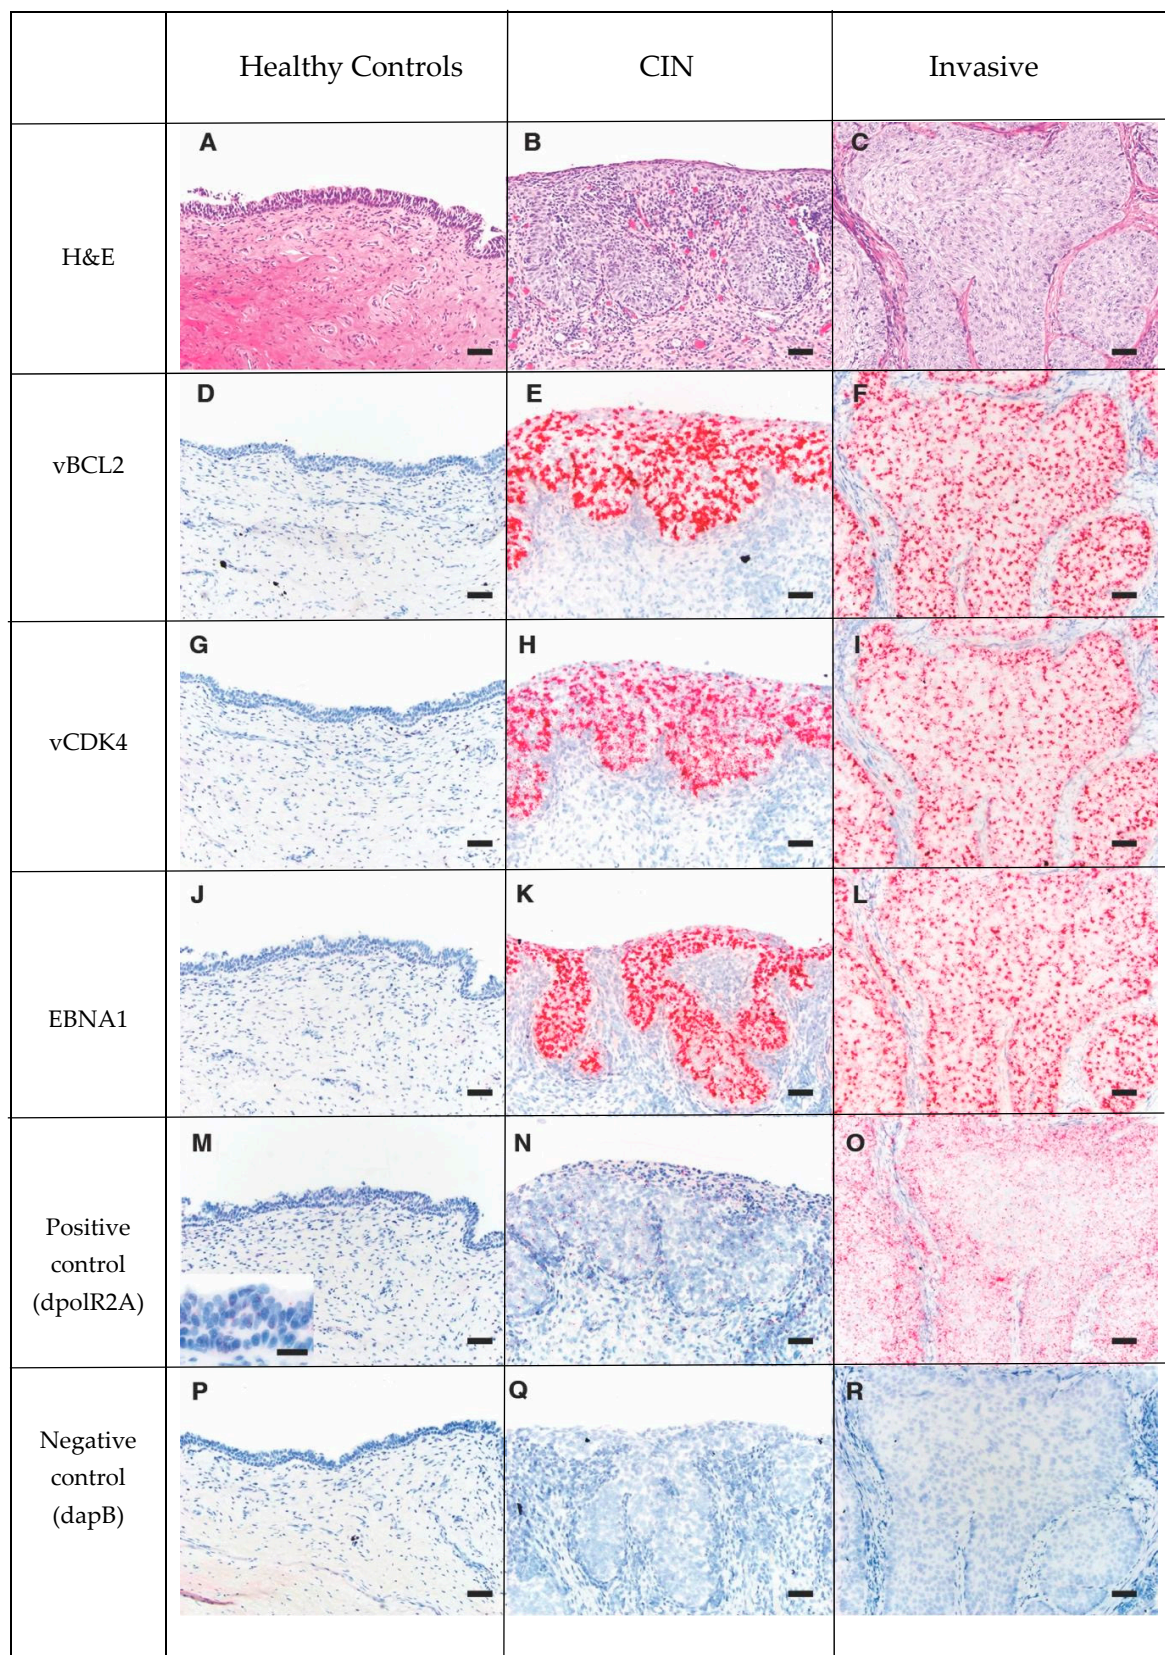 Healthy Controls CIN Invasive
A B C
H&E
D E F
vBCL2
G H I
vCDK4
J K L
EBNA1
M N O
Positive
control
(dpolR2A)
P Q R
Negative
control
(dapB)